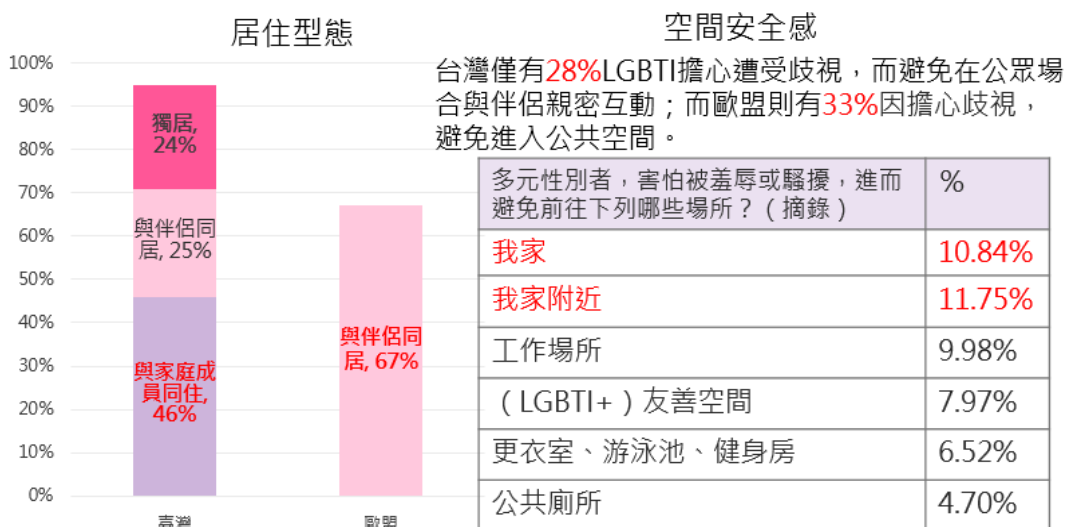 居住型態
100%
90%
80%
70%
60%
50%
40%
30%
20%
10%
0%
獨居,
24%
與伴侶同
居, 25%
與家庭成
員同住,
46%
與伴侶同
居, 67%
臺灣
歐盟
空間安全感
台灣僅有28%LGBTI擔心遭受歧視，而避免在公眾場
合與伴侶親密互動；而歐盟則有33%因擔心歧視，
避免進入公共空間。
多元性別者，害怕被羞辱或騷擾，進而
避免前往下列哪些場所？（摘錄）
%
我家 10.84%
我家附近 11.75%
工作場所 9.98%
（LGBTI+）友善空間 7.97%
更衣室、游泳池、健身房 6.52%
公共廁所 4.70%